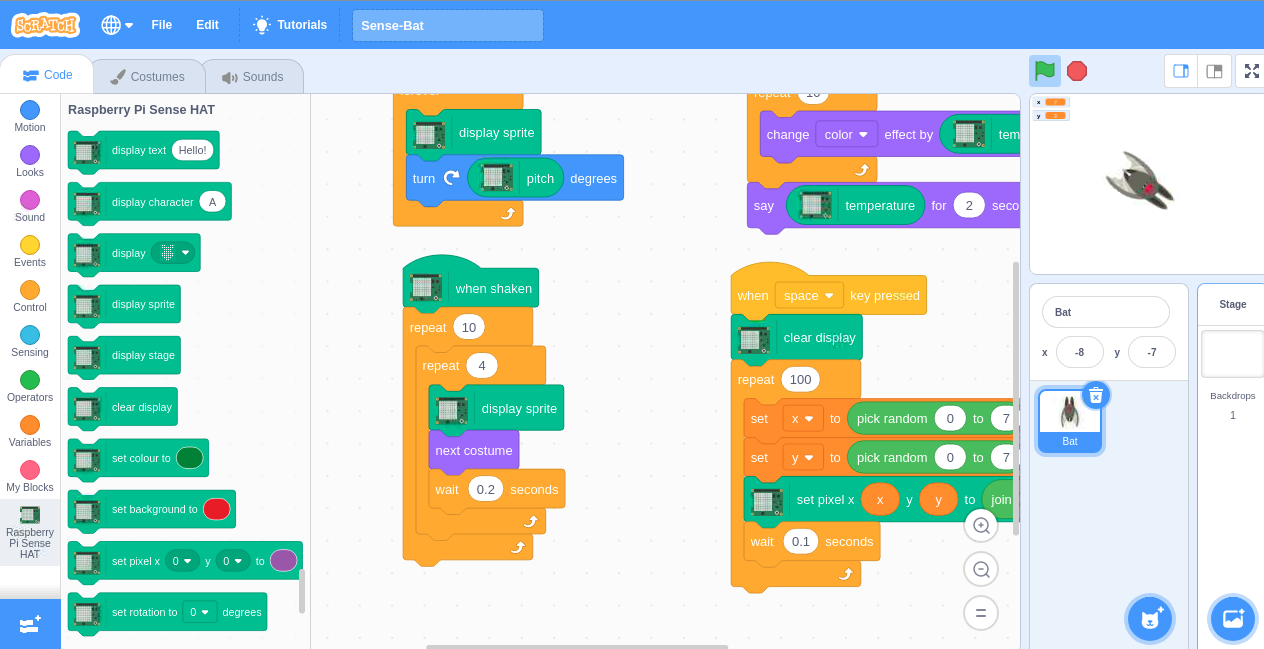 SCRATCH
File
Edit
Tutorials
Sense-Bat
Code
Costumes
Sounds
Motion
Looks
Sound
Events
Control
Sensing
Operators
Variables
My Blocks
Raspberry
Pi Sense
HAT
Raspberry Pi Sense HAT
display text Hello!
display character A
display
display sprite
display stage
clear display
set colour to
set background to
set pixel x 0 y 0 to
set rotation to 0 degrees
display sprite
turn pitch degrees
when shaken
repeat 10
repeat 4
display sprite
next costume
wait 0.2 seconds
repeat 10
change color effect by tem
say temperature for 2 seco
when space key pressed
clear display
repeat 100
set x to pick random 0 to 7
set y to pick random 0 to 7
set pixel x x y y to join
wait 0.1 seconds
x
y
Bat
x -8 y -7
Bat
Stage
Backdrops
1